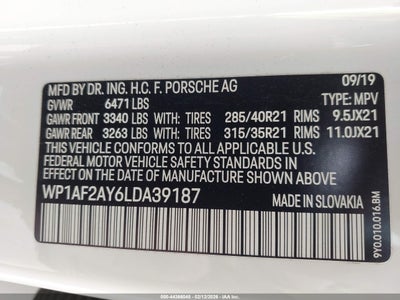 MFD BY DR. ING. H.C. F. PORSCHE AG 09/19
GVWR 6471 LBS TYPE: MPV
GAWR FRONT 3340 LBS WITH TIRES 285/40R21 RIMS 9.5JX21
GAWR REAR 3263 LBS WITH TIRES 315/35R21 RIMS 11.0JX21
THIS VEHICLE CONFORMS TO ALL APPLICABLE U.S.
FEDERAL MOTOR VEHICLE SAFETY STANDARDS IN
EFFECT ON THE DATE OF MANUFACTURE SHOWN ABOVE
WP1AF2AY6LDA39187 MADE IN SLOVAKIA
9Y0.010.016.BM